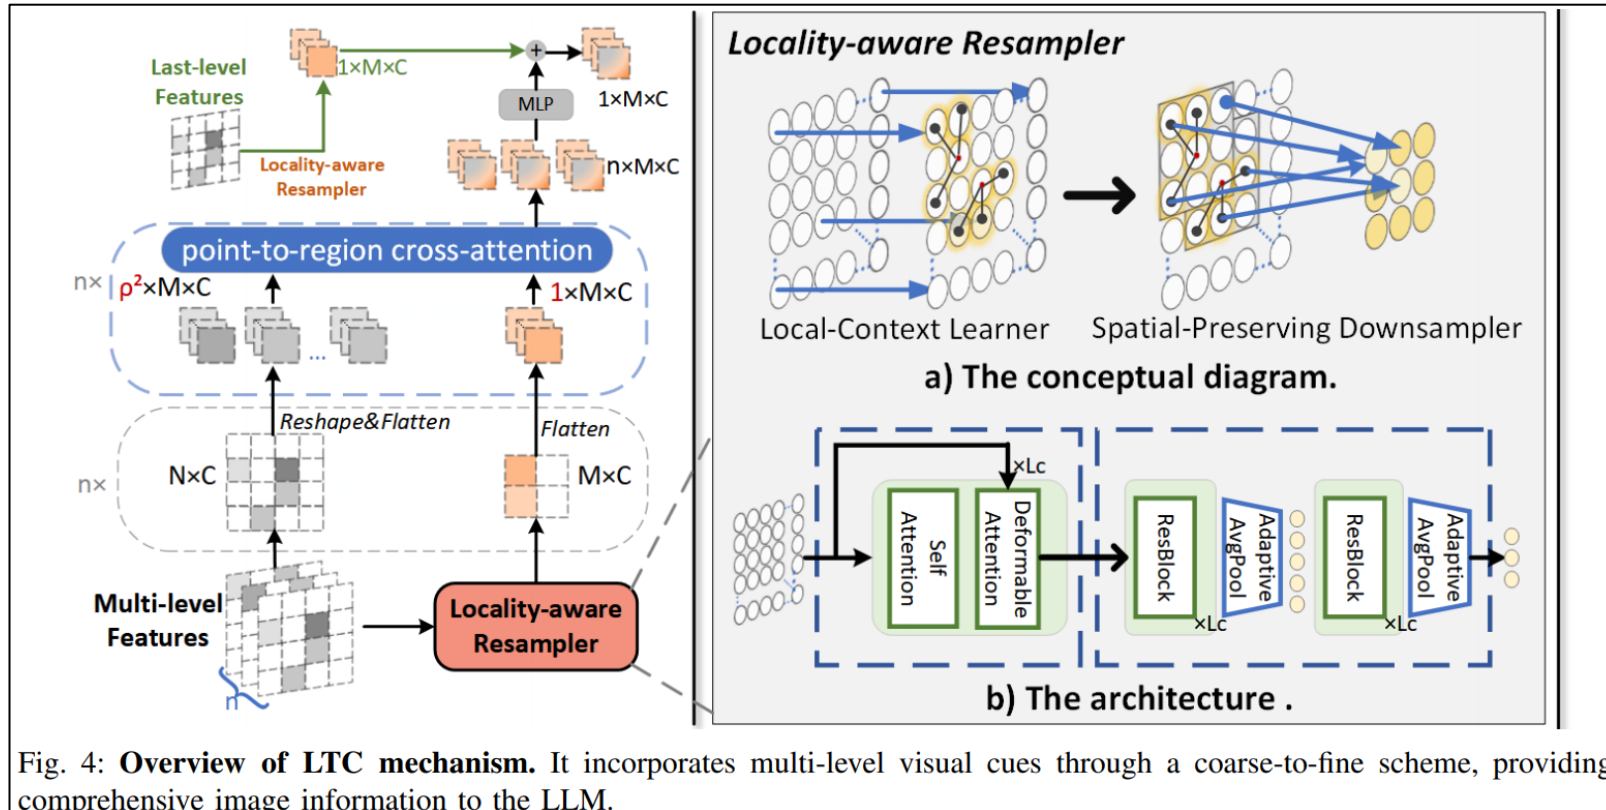 Last-level
Features
1×M×C
Locality-aware
Resampler
+
MLP
1×M×C
n×M×C
point-to-region cross-attention
n×
ρ²×M×C
1×M×C
...
Reshape&Flatten
Flatten
n×
N×C
M×C
Multi-level
Features
n
Locality-aware
Resampler
Locality-aware Resampler
Local-Context Learner
Spatial-Preserving Downsampler
a) The conceptual diagram.
×Lc
Self
Attention
Deformable
Attention
ResBlock
×Lc
Adaptive
AvgPool
ResBlock
×Lc
Adaptive
AvgPool
b) The architecture .
Fig. 4: Overview of LTC mechanism. It incorporates multi-level visual cues through a coarse-to-fine scheme, providing
comprehensive image information to the LLM.